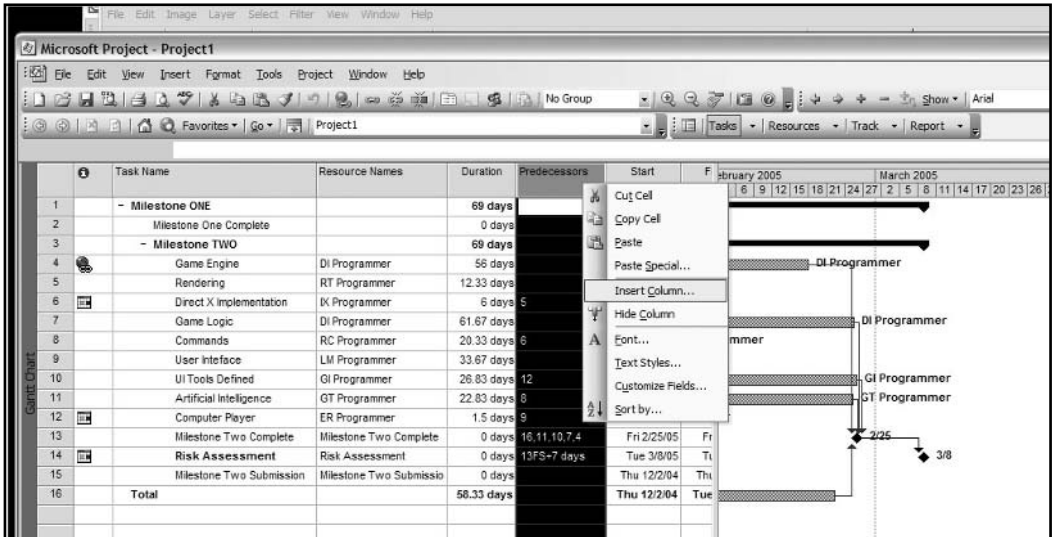 File Edit Image Layer Select Filter View Window Help
Microsoft Project - Project1
File Edit View Insert Format Tools Project Window Help
No Group Show Arial
Favorites Go Project1 Tasks Resources Track Report
Task Name Resource Names Duration Predecessors Start F ebruary 2005 March 2005
6 9 12 15 18 21 24 27 2 5 8 11 14 17 20 23 26
1 - Milestone ONE 69 days
2 Milestone One Complete 0 days
3 - Milestone TWO 69 days
4 Game Engine DI Programmer 56 days DI Programmer
5 Rendering RT Programmer 12.33 days
6 Direct X Implementation IX Programmer 6 days 5
7 Game Logic DI Programmer 61.67 days DI Programmer
8 Commands RC Programmer 20.33 days 6 mmer
9 User Inteface LM Programmer 33.67 days
10 UI Tools Defined GI Programmer 26.83 days 12 GI Programmer
11 Artificial Intelligence GT Programmer 22.83 days 8 GT Programmer
12 Computer Player ER Programmer 1.5 days 9
13 Milestone Two Complete Milestone Two Complete 0 days 16,11,10,7,4 Fri 2/25/05 Fr 2/25
14 Risk Assessment Risk Assessment 0 days 13FS+7 days Tue 3/8/05 Tu 3/8
15 Milestone Two Submission Milestone Two Submissio 0 days Thu 12/2/04 Thu
16 Total 58.33 days Thu 12/2/04 Tue
Cut Cell
Copy Cell
Paste
Paste Special...
Insert Column...
Hide Column
Font...
Text Styles...
Customize Fields...
Sort by...
Gantt Chart